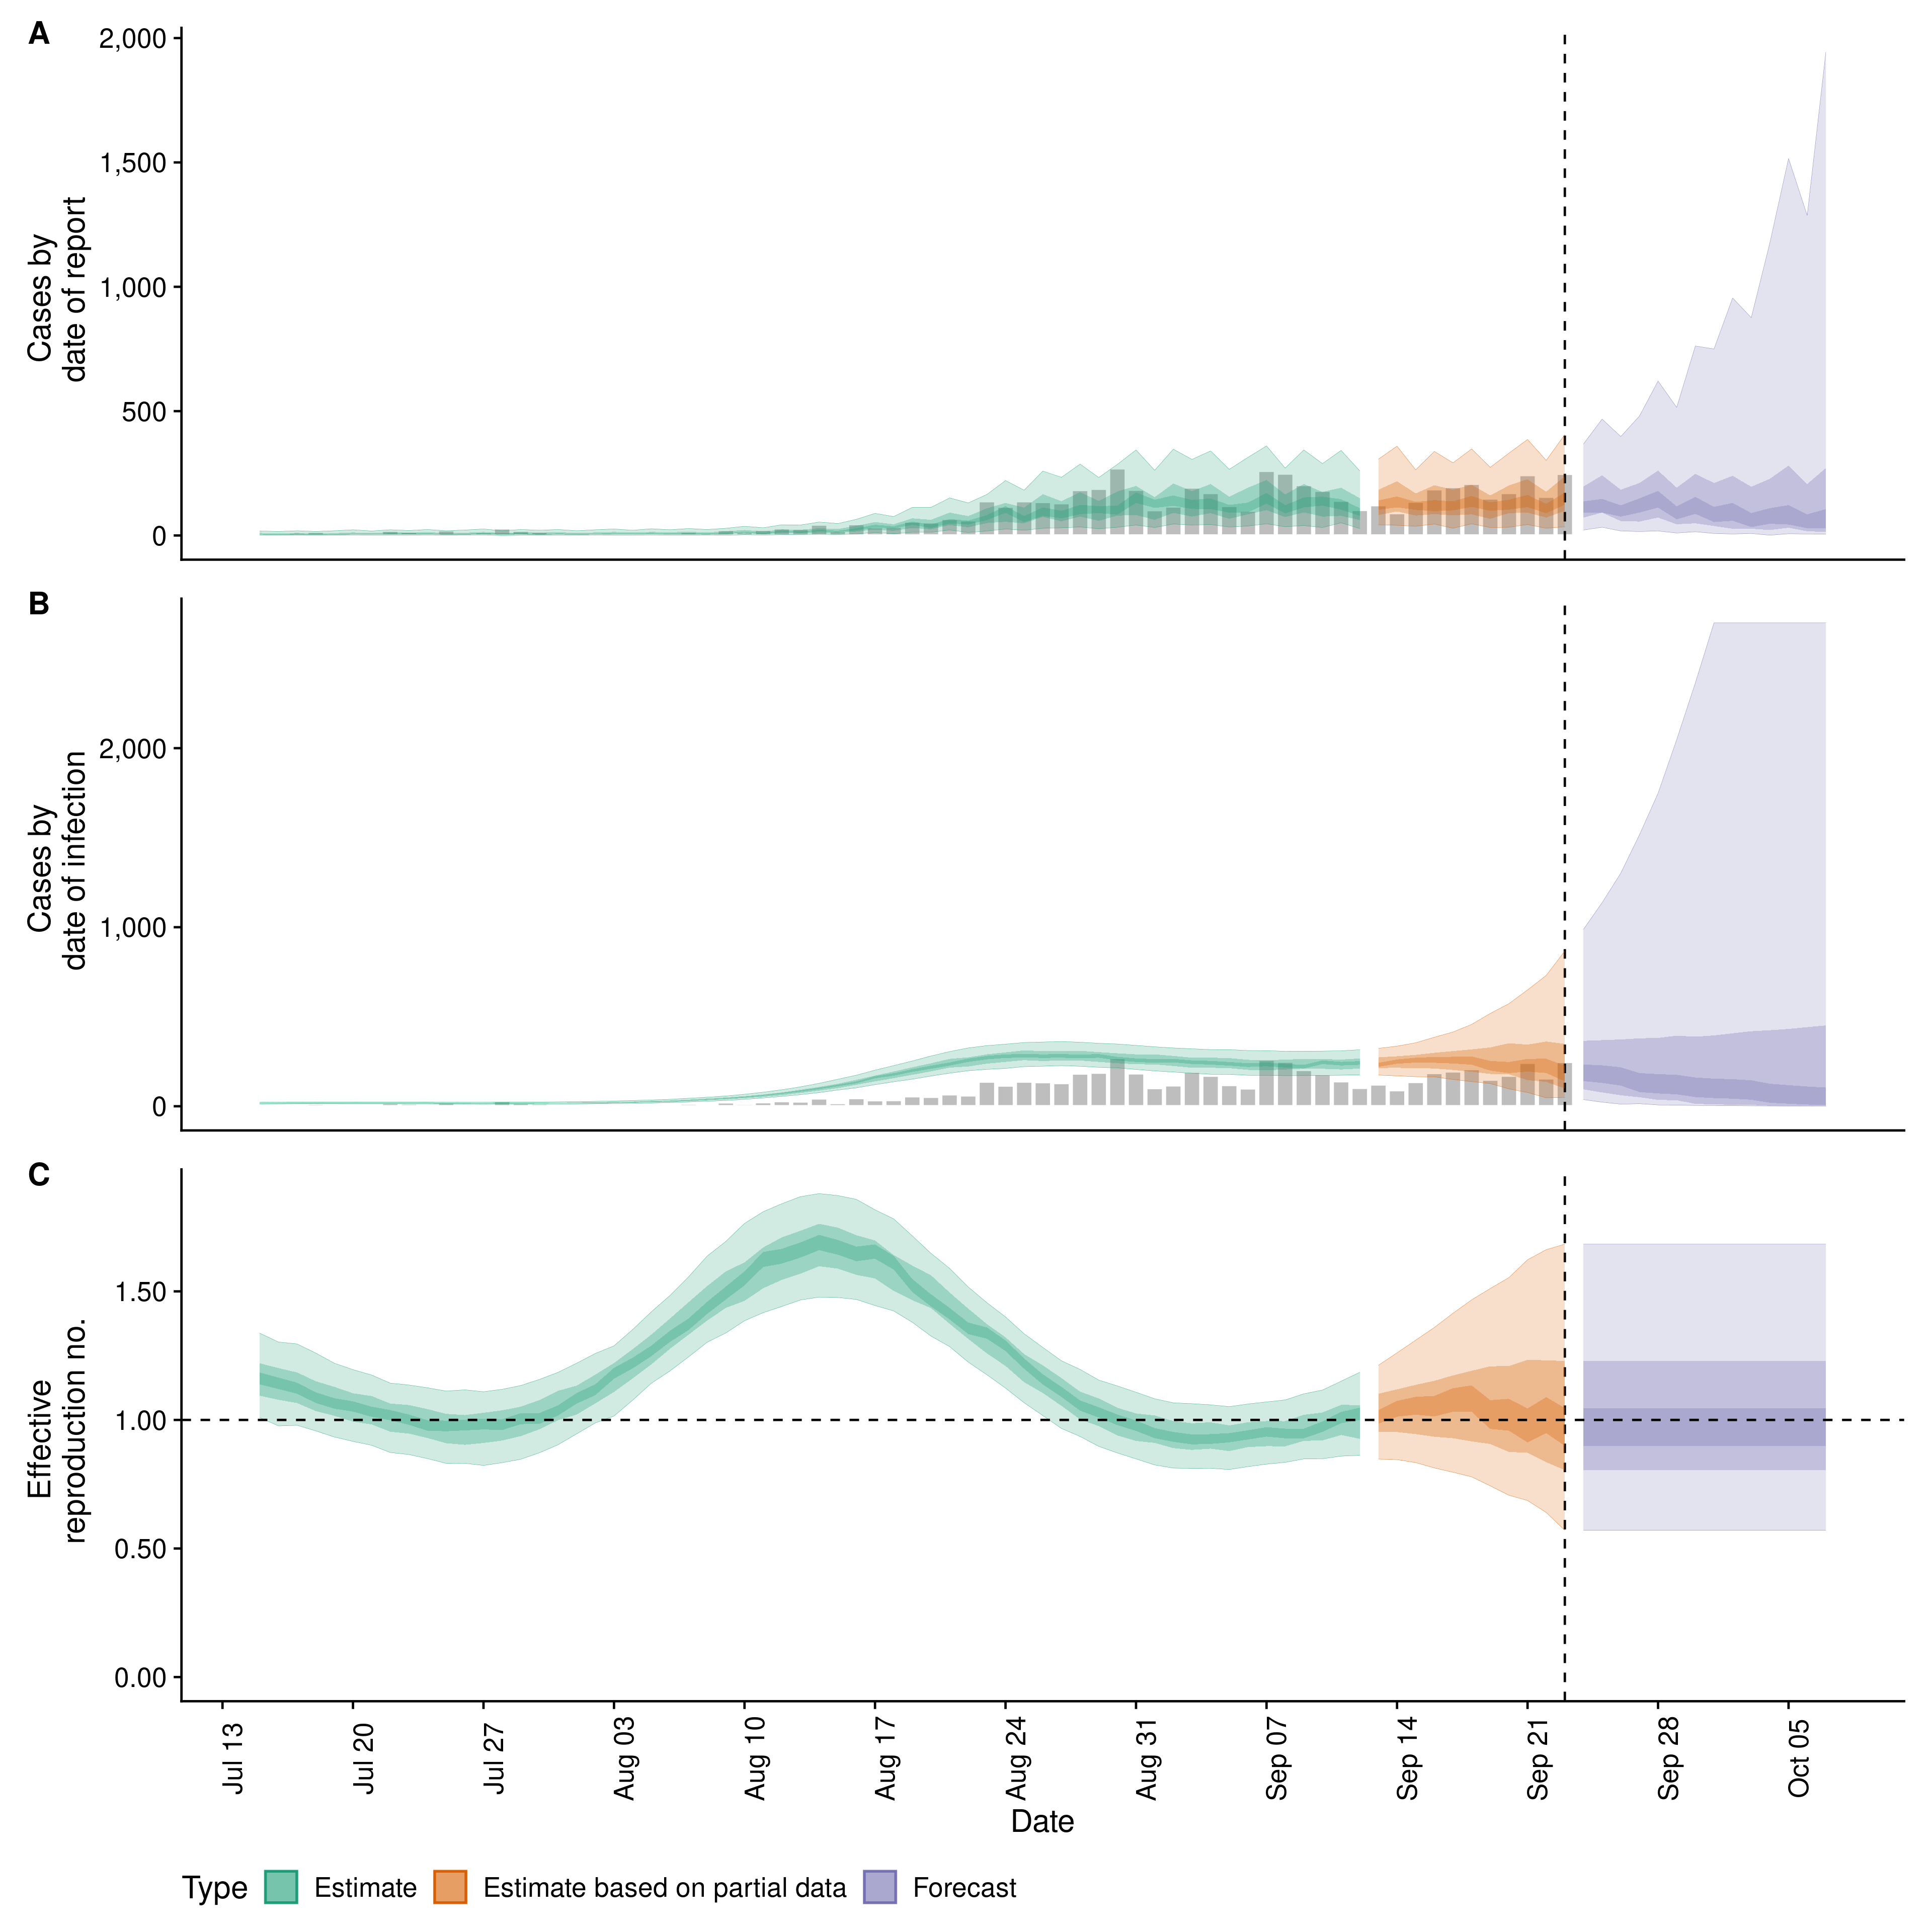 A
2,000
1,500
1,000
500
0
Cases by
date of report
B
2,000
1,000
0
Cases by
date of infection
C
1.50
1.00
0.50
0.00
Effective
reproduction no.
Jul 13
Jul 20
Jul 27
Aug 03
Aug 10
Aug 17
Aug 24
Aug 31
Sep 07
Sep 14
Sep 21
Sep 28
Oct 05
Date
Type Estimate Estimate based on partial data Forecast